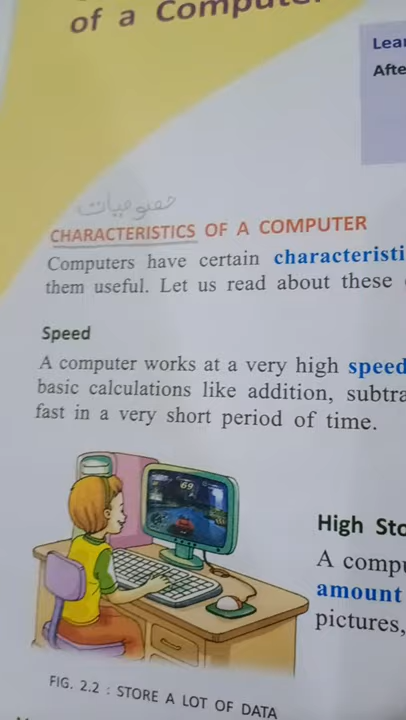 of a Computer
Lear
Afte
خصوصیات
CHARACTERISTICS OF A COMPUTER
Computers have certain characteristi
them useful. Let us read about these
Speed
A computer works at a very high speed
basic calculations like addition, subtra
fast in a very short period of time.
69
High Sto
A compu
amount
pictures,
FIG. 2.2 : STORE A LOT OF DATA